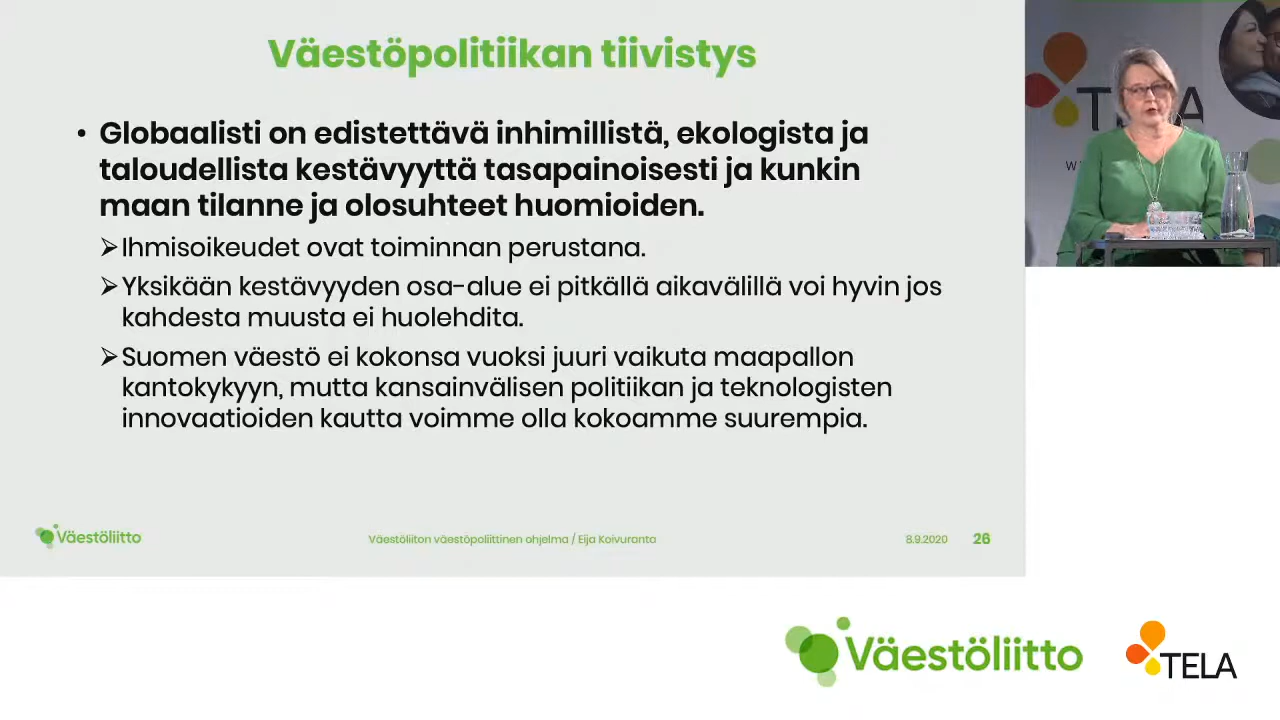 Väestöpolitiikan tiivistys
• Globaalisti on edistettävä inhimillistä, ekologista ja
taloudellista kestävyyttä tasapainoisesti ja kunkin
maan tilanne ja olosuhteet huomioiden.
➢Ihmisoikeudet ovat toiminnan perustana.
➢Yksikään kestävyyden osa-alue ei pitkällä aikavälillä voi hyvin jos
kahdesta muusta ei huolehdita.
➢Suomen väestö ei kokonsa vuoksi juuri vaikuta maapallon
kantokykyyn, mutta kansainvälisen politiikan ja teknologisten
innovaatioiden kautta voimme olla kokoamme suurempia.
Väestöliitto
Väestöliiton väestöpoliittinen ohjelma / Eija Koivuranta
8.9.2020
26
TELA
Väestöliitto
TELA